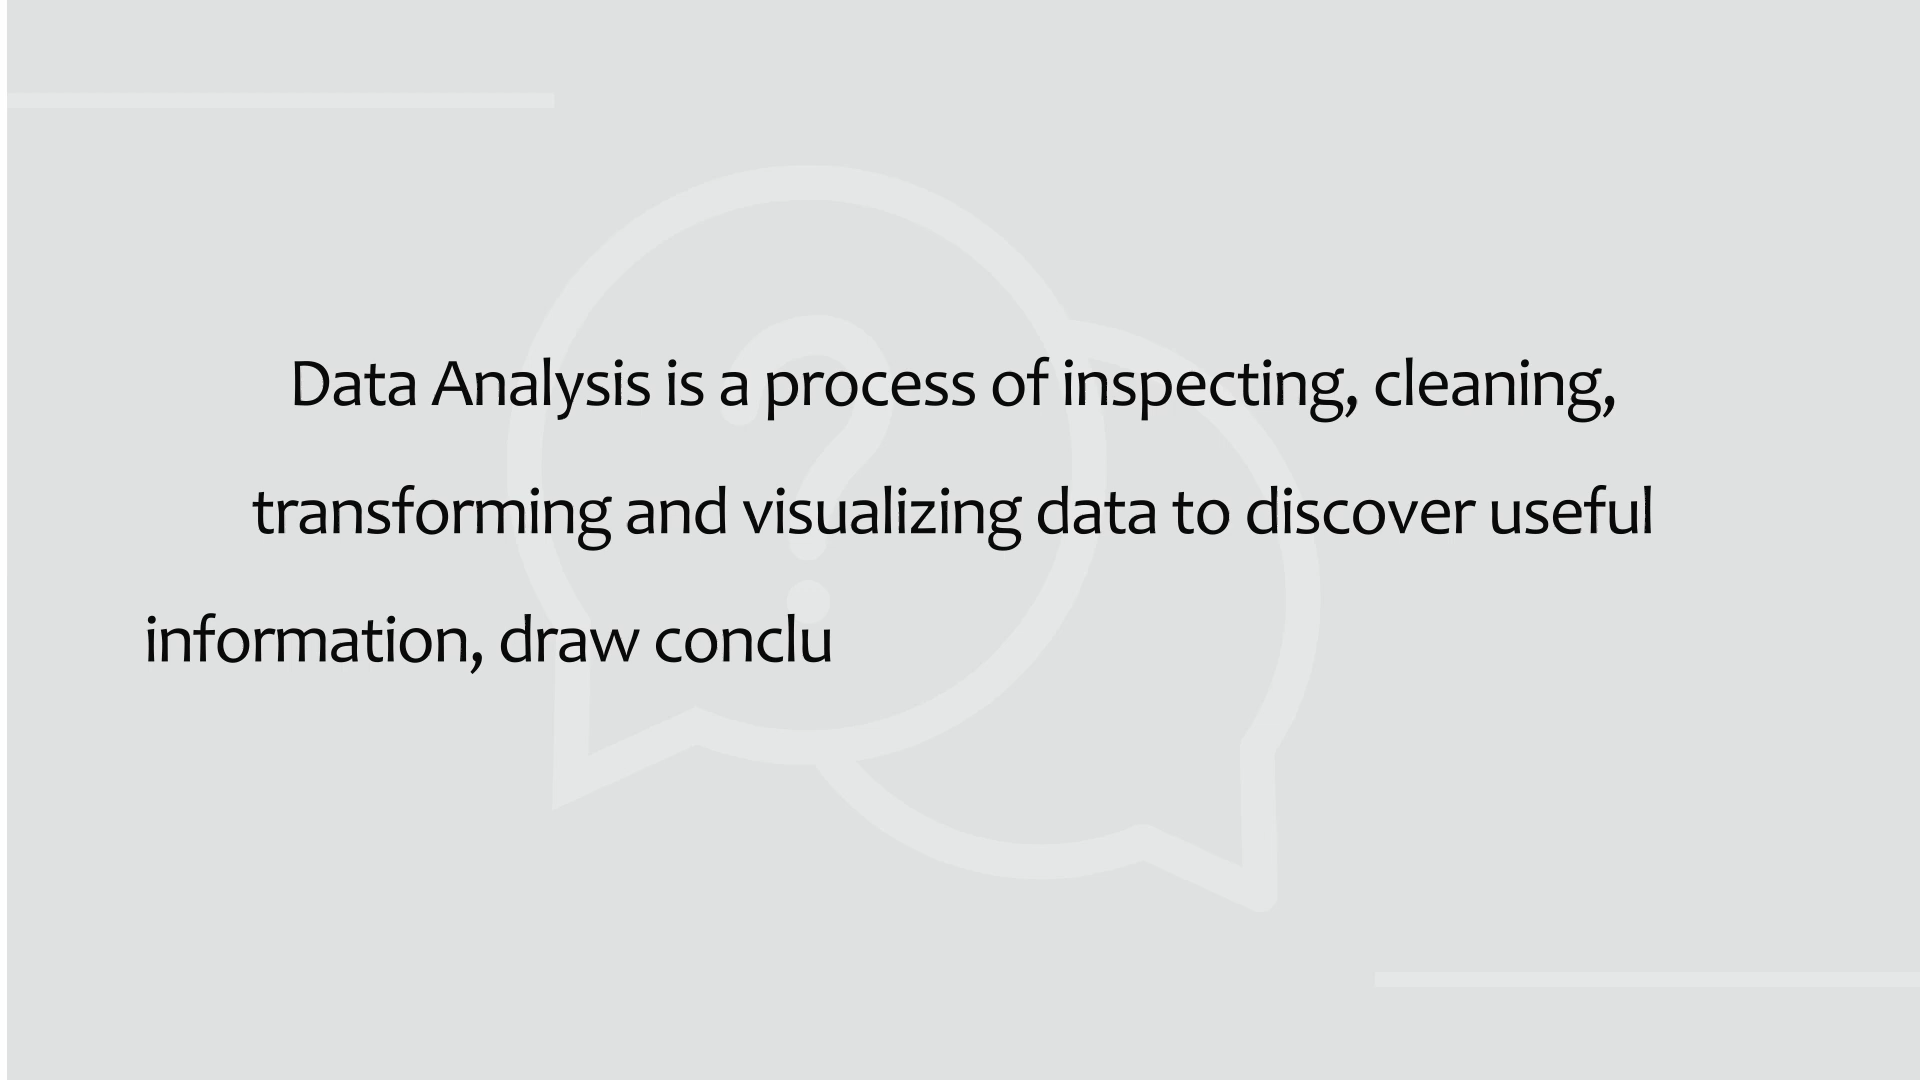 Data Analysis is a process of inspecting, cleaning,
transforming and visualizing data to discover useful
information, draw conclu